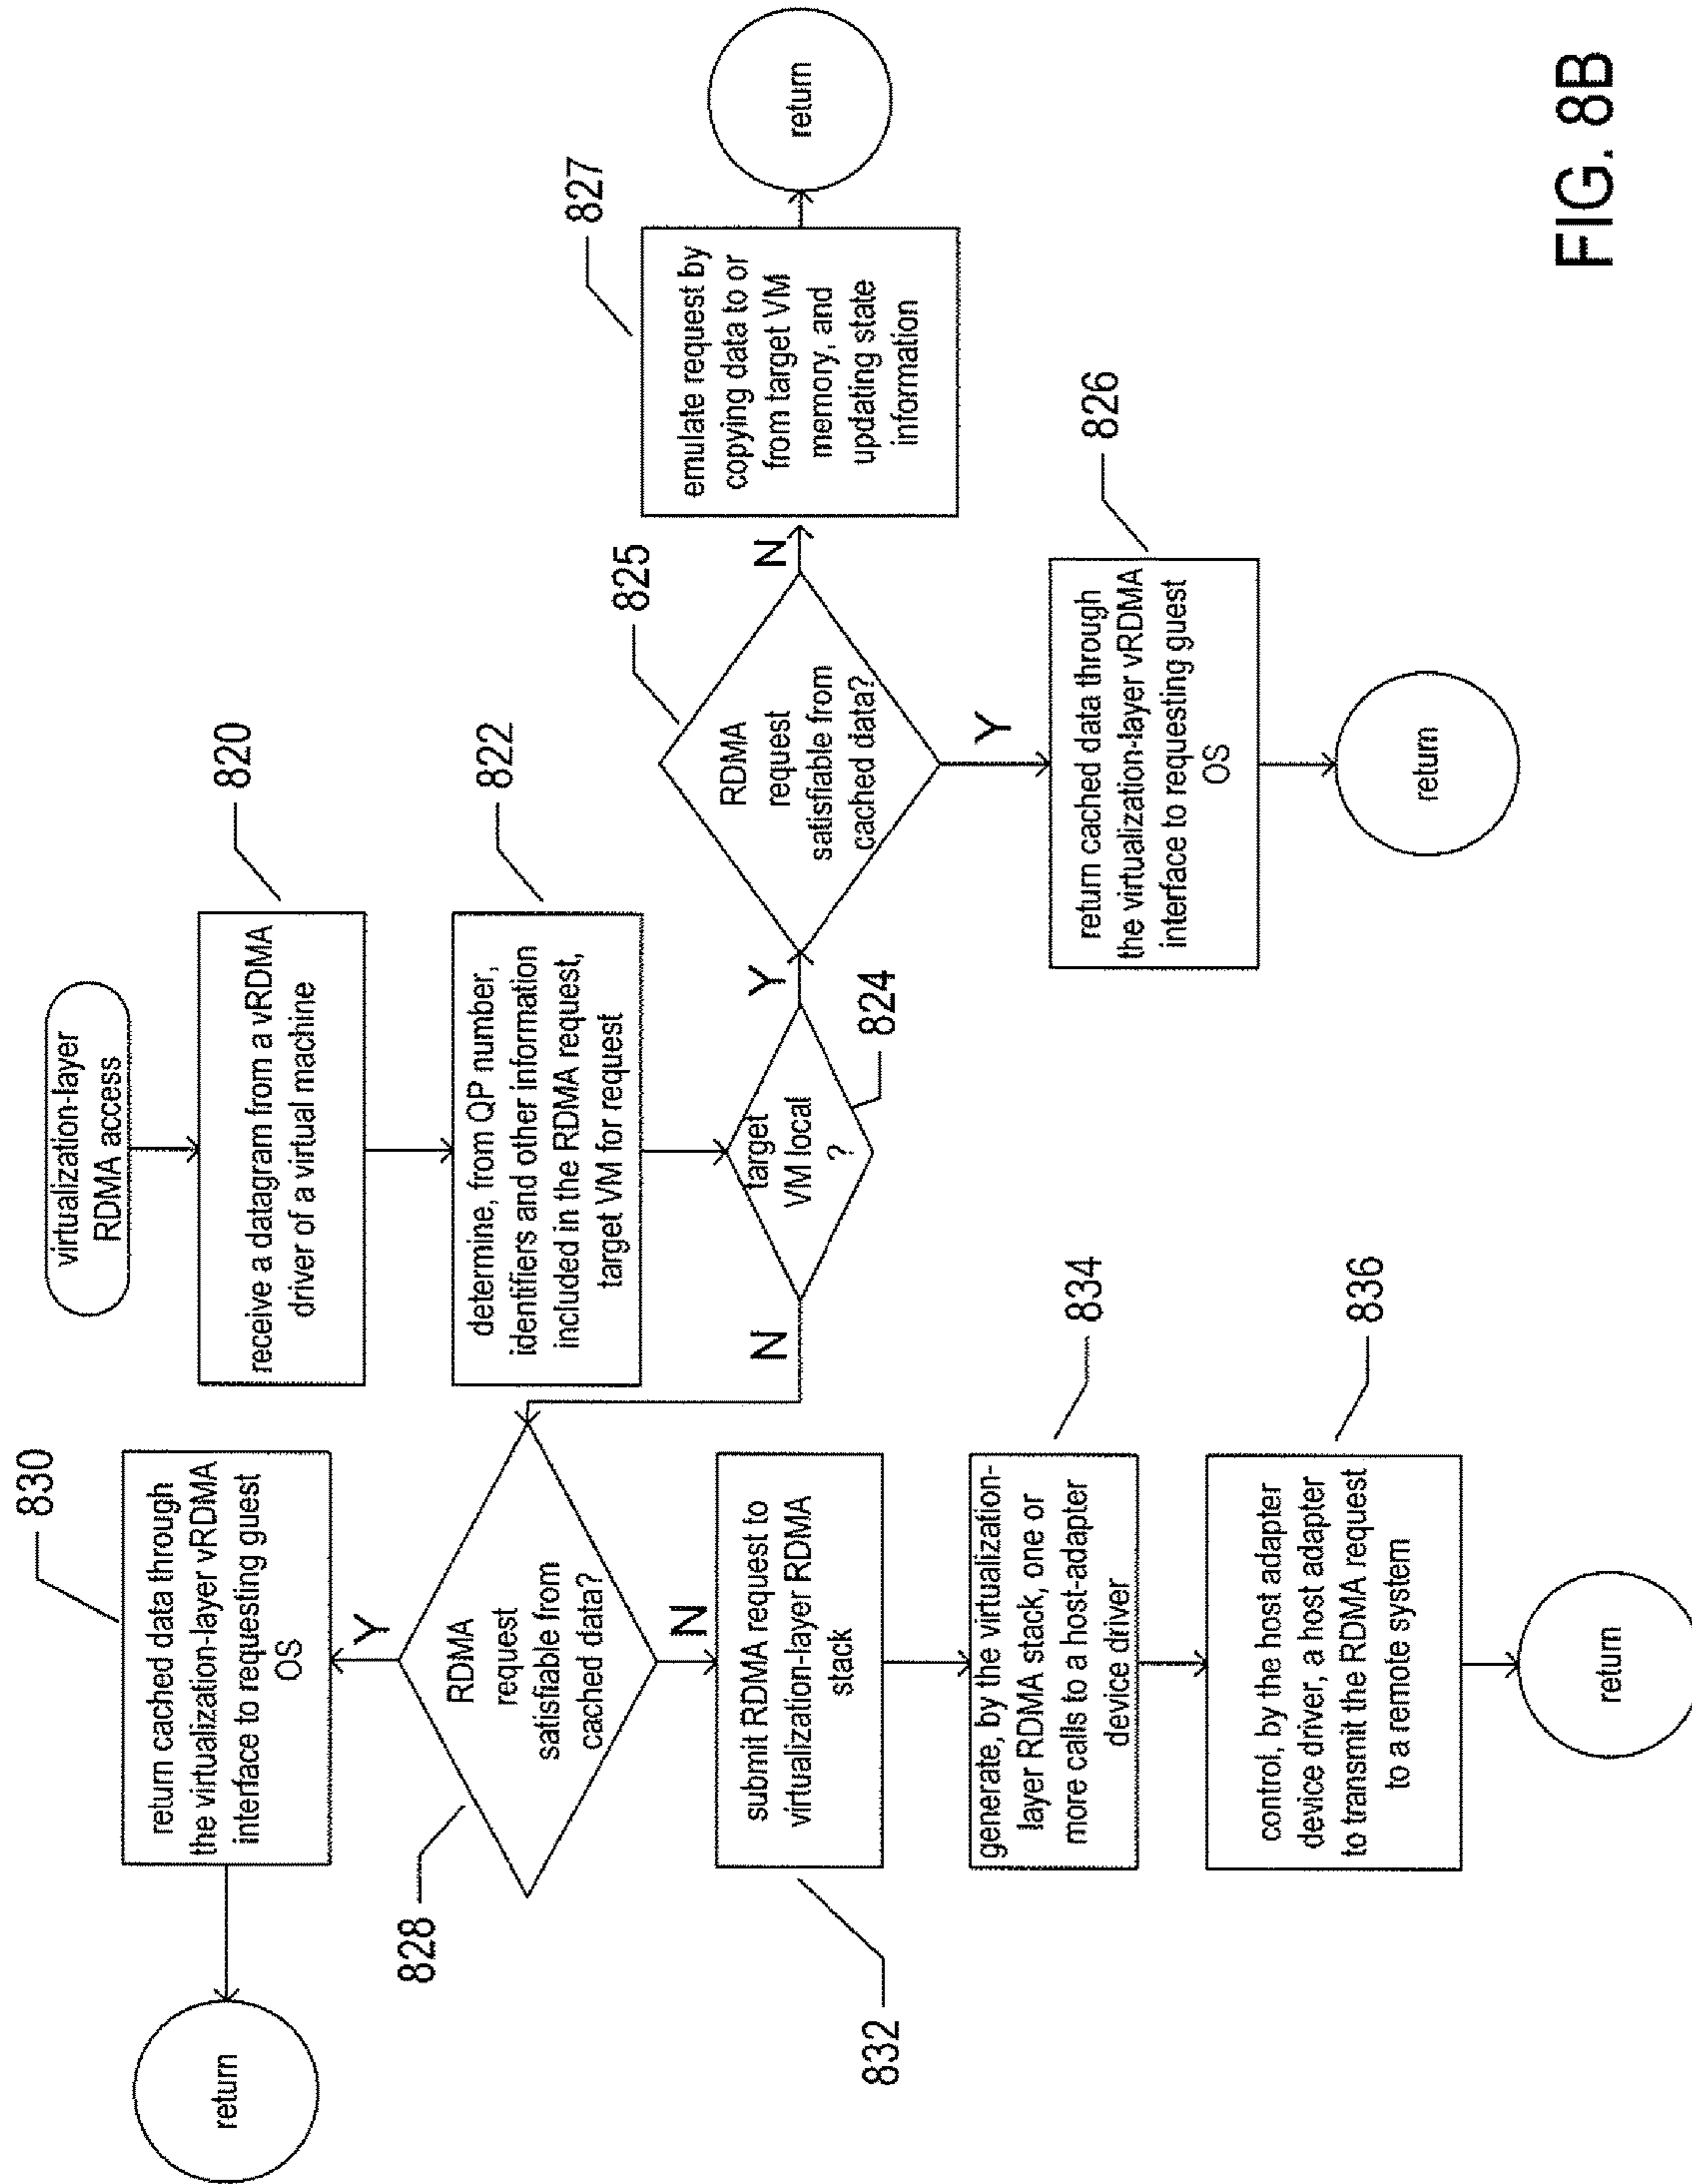 virtualization-layer
RDMA access
820
receive a datagram from a vRDMA
driver of a virtual machine
822
determine, from QP number,
identifiers and other information
included in the RDMA request,
target VM for request
824
target
VM local
?
Y
N
825
RDMA
request
satisfiable from
cached data?
N
Y
827
emulate request by
copying data to or
from target VM
memory, and
updating state
information
return
826
return cached data through
the virtualization-layer vRDMA
interface to requesting guest
OS
return
828
RDMA
request
satisfiable from
cached data?
Y
N
830
return cached data through
the virtualization-layer vRDMA
interface to requesting guest
OS
return
832
submit RDMA request to
virtualization-layer RDMA
stack
834
generate, by the virtualization-
layer RDMA stack, one or
more calls to a host-adapter
device driver
836
control, by the host adapter
device driver, a host adapter
to transmit the RDMA request
to a remote system
return
FIG. 8B